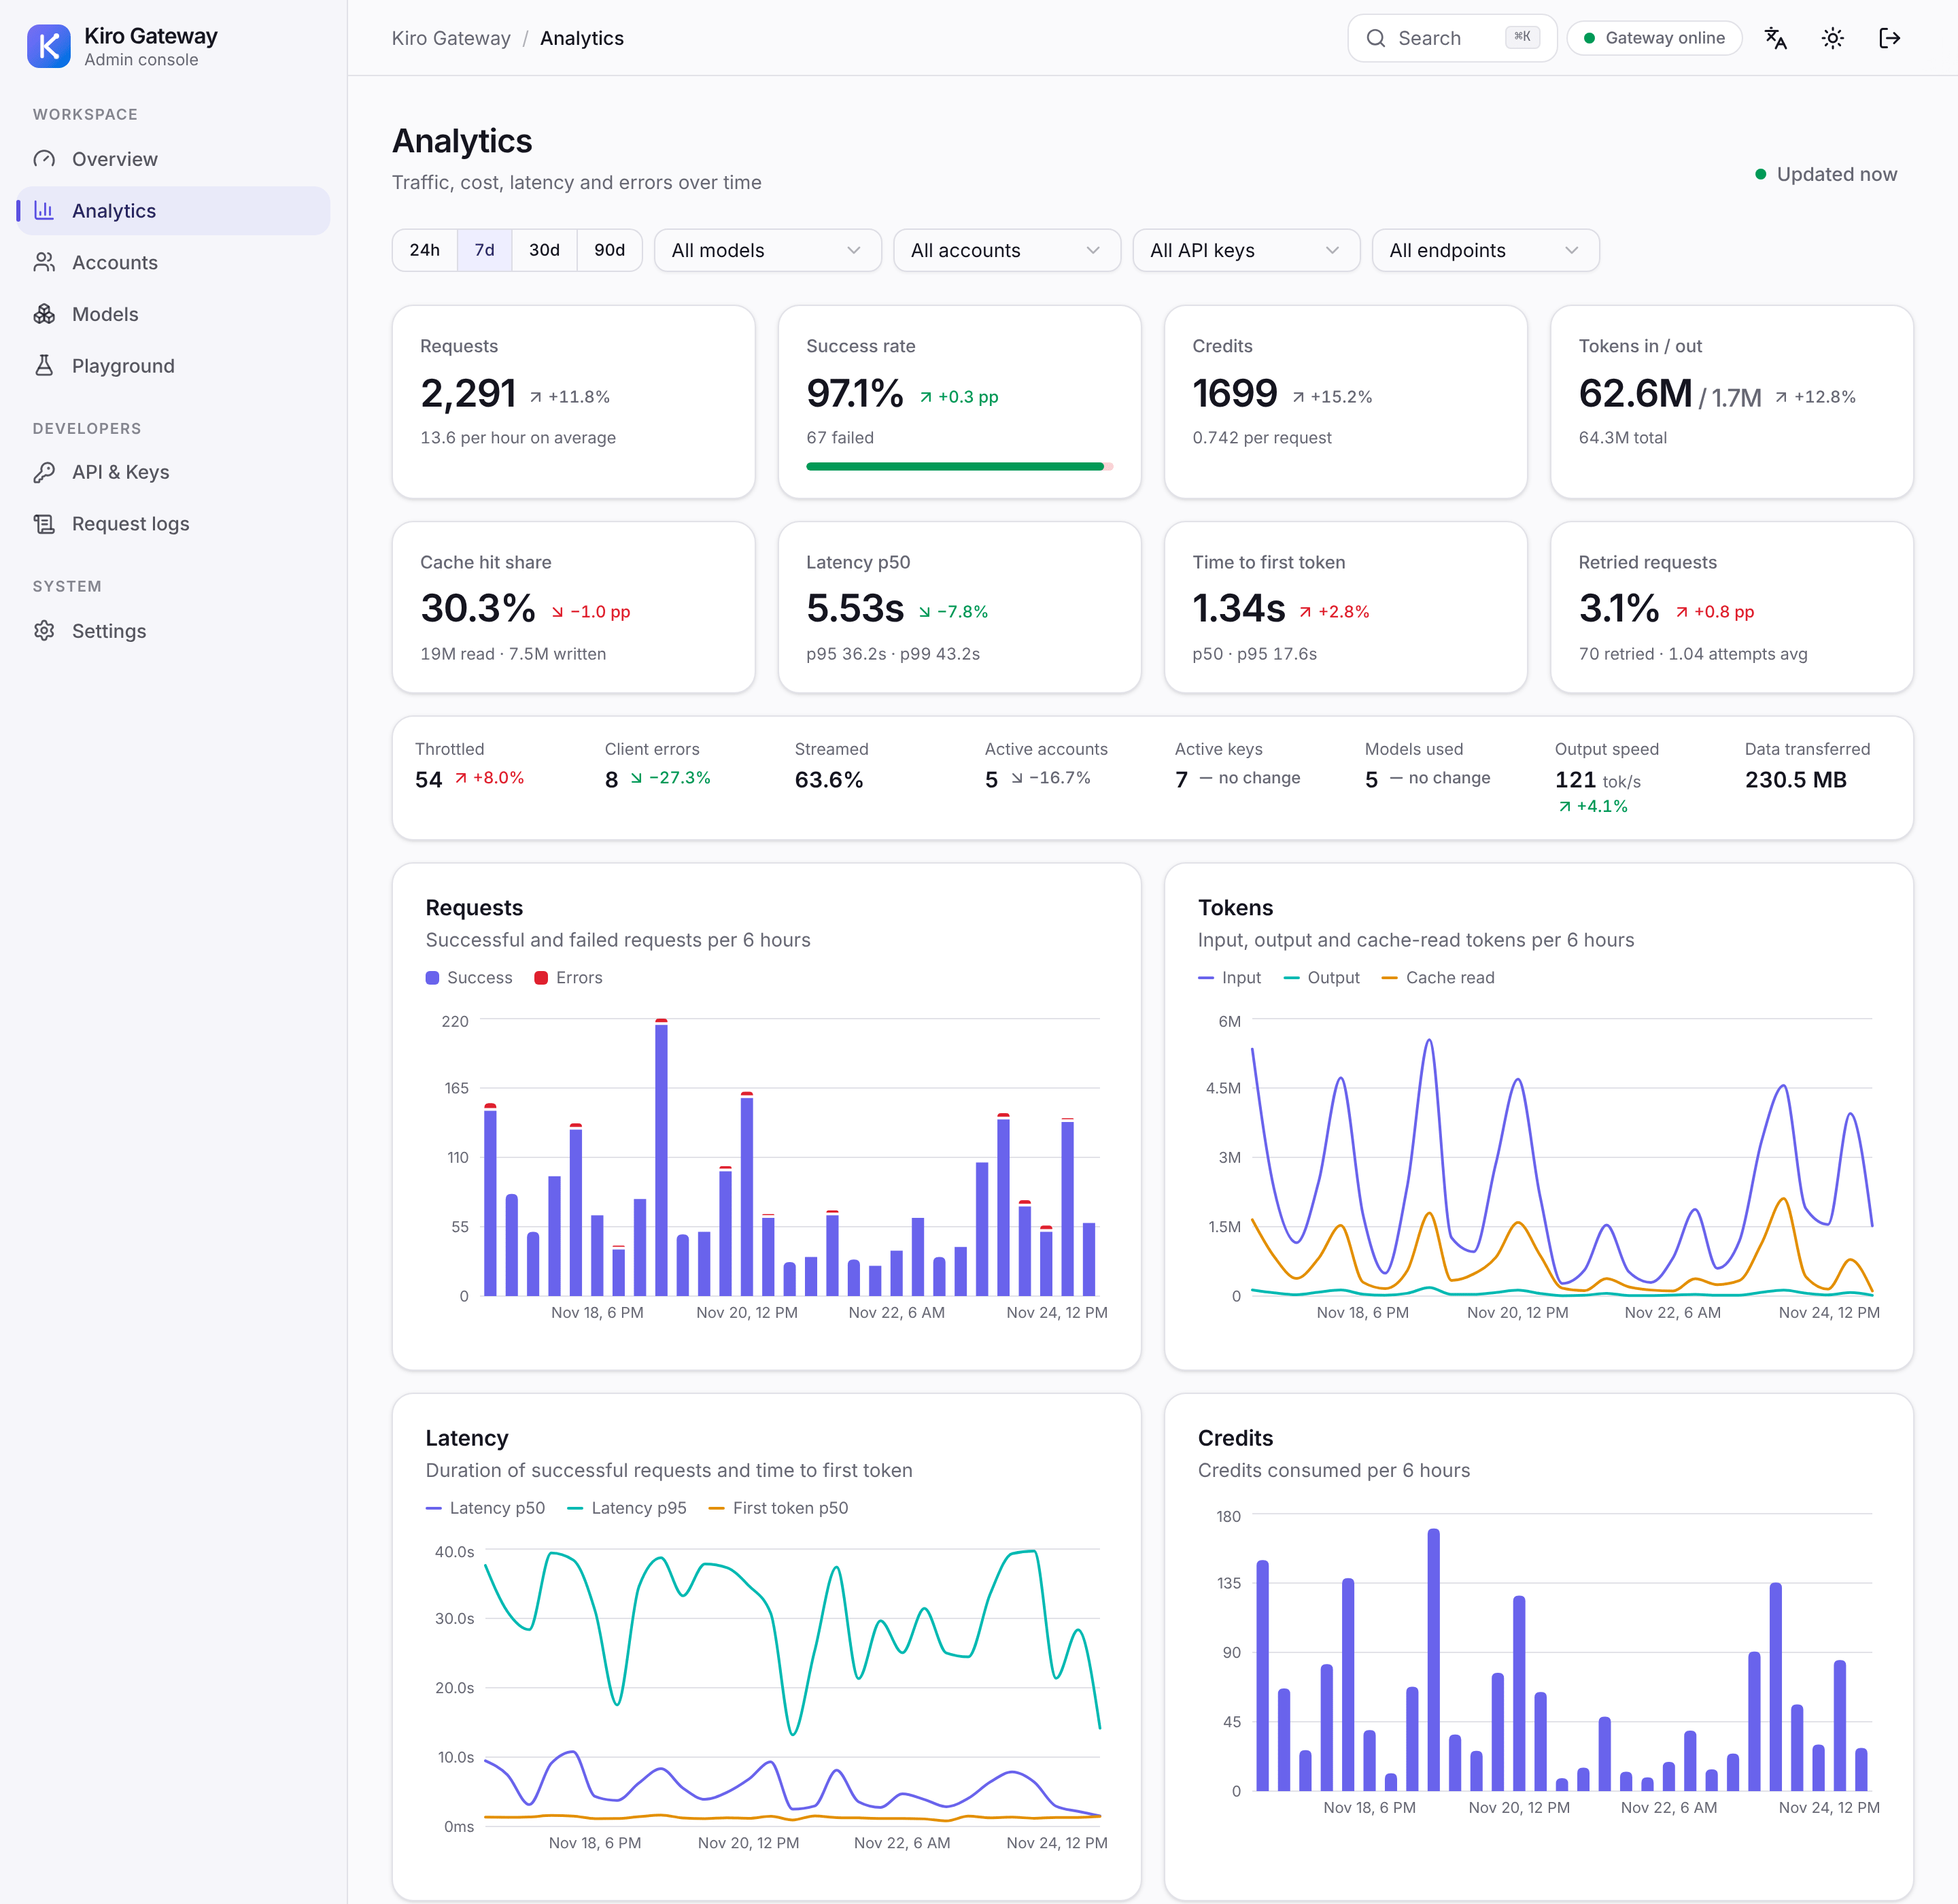 Kiro Gateway
Admin console
WORKSPACE
Overview
Analytics
Accounts
Models
Playground
DEVELOPERS
API & Keys
Request logs
SYSTEM
Settings
Kiro Gateway / Analytics
Search ⌘K
Gateway online
Analytics
Traffic, cost, latency and errors over time
Updated now
24h 7d 30d 90d All models All accounts All API keys All endpoints
Requests
2,291 ↗ +11.8%
13.6 per hour on average
Success rate
97.1% ↗ +0.3 pp
67 failed
Credits
1699 ↗ +15.2%
0.742 per request
Tokens in / out
62.6M / 1.7M ↗ +12.8%
64.3M total
Cache hit share
30.3% ↘ −1.0 pp
19M read · 7.5M written
Latency p50
5.53s ↘ −7.8%
p95 36.2s · p99 43.2s
Time to first token
1.34s ↗ +2.8%
p50 · p95 17.6s
Retried requests
3.1% ↗ +0.8 pp
70 retried · 1.04 attempts avg
Throttled
54 ↗ +8.0%
Client errors
8 ↘ −27.3%
Streamed
63.6%
Active accounts
5 ↘ −16.7%
Active keys
7 — no change
Models used
5 — no change
Output speed
121 tok/s
↗ +4.1%
Data transferred
230.5 MB
Requests
Successful and failed requests per 6 hours
Success Errors
220
165
110
55
0
Nov 18, 6 PM Nov 20, 12 PM Nov 22, 6 AM Nov 24, 12 PM
Tokens
Input, output and cache-read tokens per 6 hours
Input Output Cache read
6M
4.5M
3M
1.5M
0
Nov 18, 6 PM Nov 20, 12 PM Nov 22, 6 AM Nov 24, 12 PM
Latency
Duration of successful requests and time to first token
Latency p50 Latency p95 First token p50
40.0s
30.0s
20.0s
10.0s
0ms
Nov 18, 6 PM Nov 20, 12 PM Nov 22, 6 AM Nov 24, 12 PM
Credits
Credits consumed per 6 hours
180
135
90
45
0
Nov 18, 6 PM Nov 20, 12 PM Nov 22, 6 AM Nov 24, 12 PM